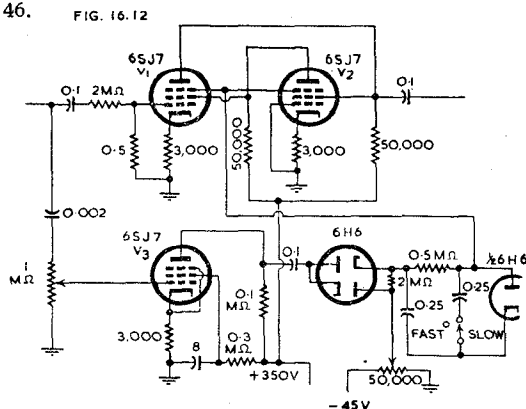 46.
FIG. 16.12
6SJ7
V1
6SJ7
V2
0·1
2MΩ
0·1
0·5
3,000
50,000
3,000
50,000
0·002
6SJ7
V3
6H6
½6H6
1
MΩ
0·1
0·1
MΩ
0·5MΩ
2 MΩ
0·25
0·25
FAST
SLOW
3,000
8
0·3
MΩ
+350V
50,000
-45V